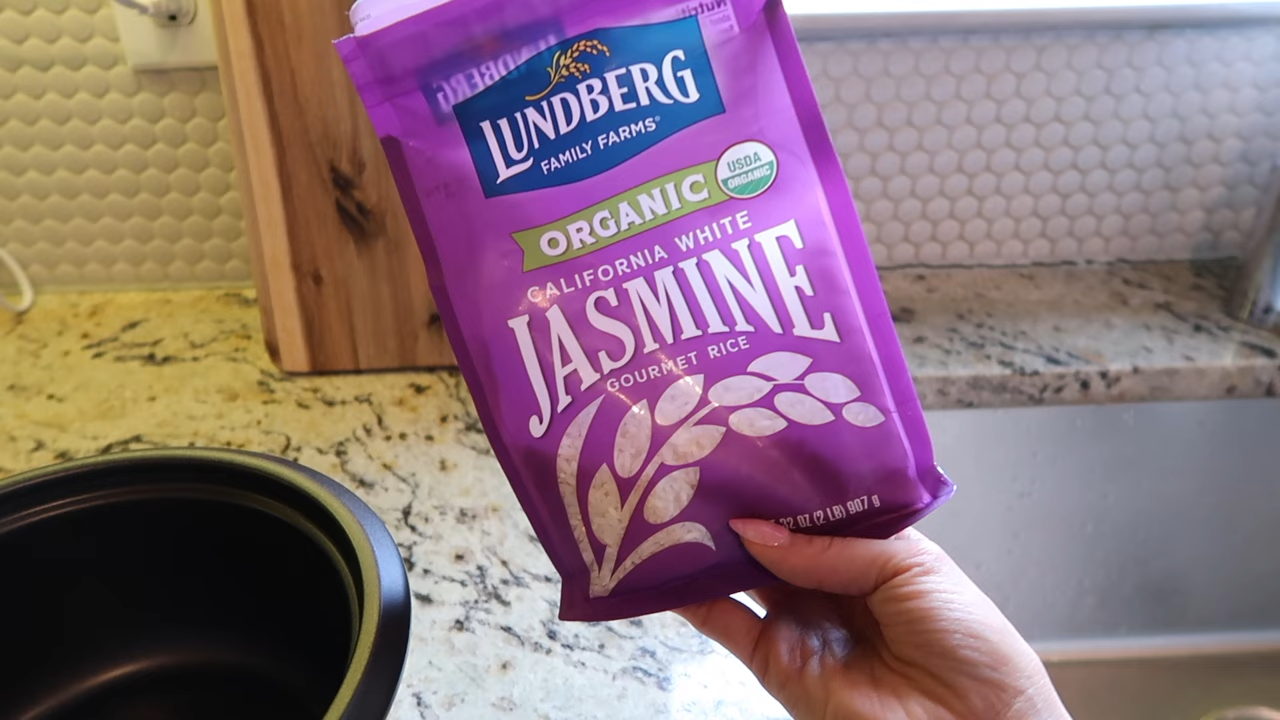 LUNDBERG
FAMILY FARMS®
ORGANIC
USDA
ORGANIC
CALIFORNIA WHITE
JASMINE
GOURMET RICE
32 OZ (2 LB) 907 g